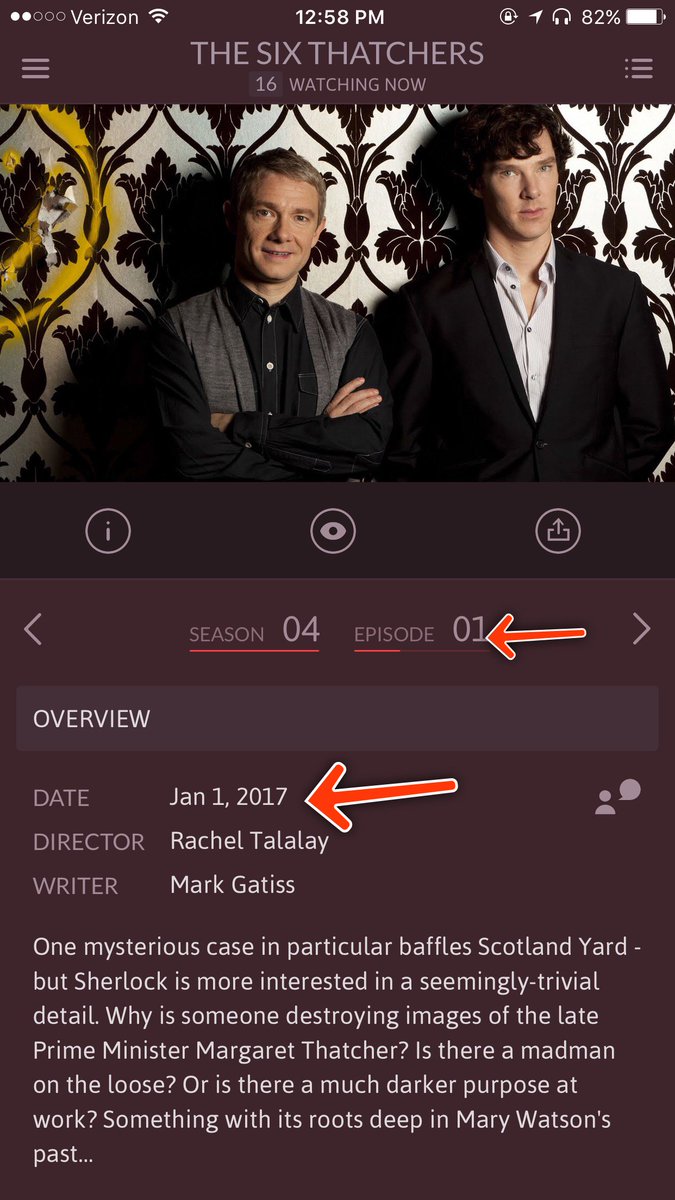 Verizon 12:58 PM 82%
THE SIX THATCHERS
16 WATCHING NOW
SEASON 04 EPISODE 01
OVERVIEW
DATE Jan 1, 2017
DIRECTOR Rachel Talalay
WRITER Mark Gatiss
One mysterious case in particular baffles Scotland Yard -
but Sherlock is more interested in a seemingly-trivial
detail. Why is someone destroying images of the late
Prime Minister Margaret Thatcher? Is there a madman
on the loose? Or is there a much darker purpose at
work? Something with its roots deep in Mary Watson's
past...